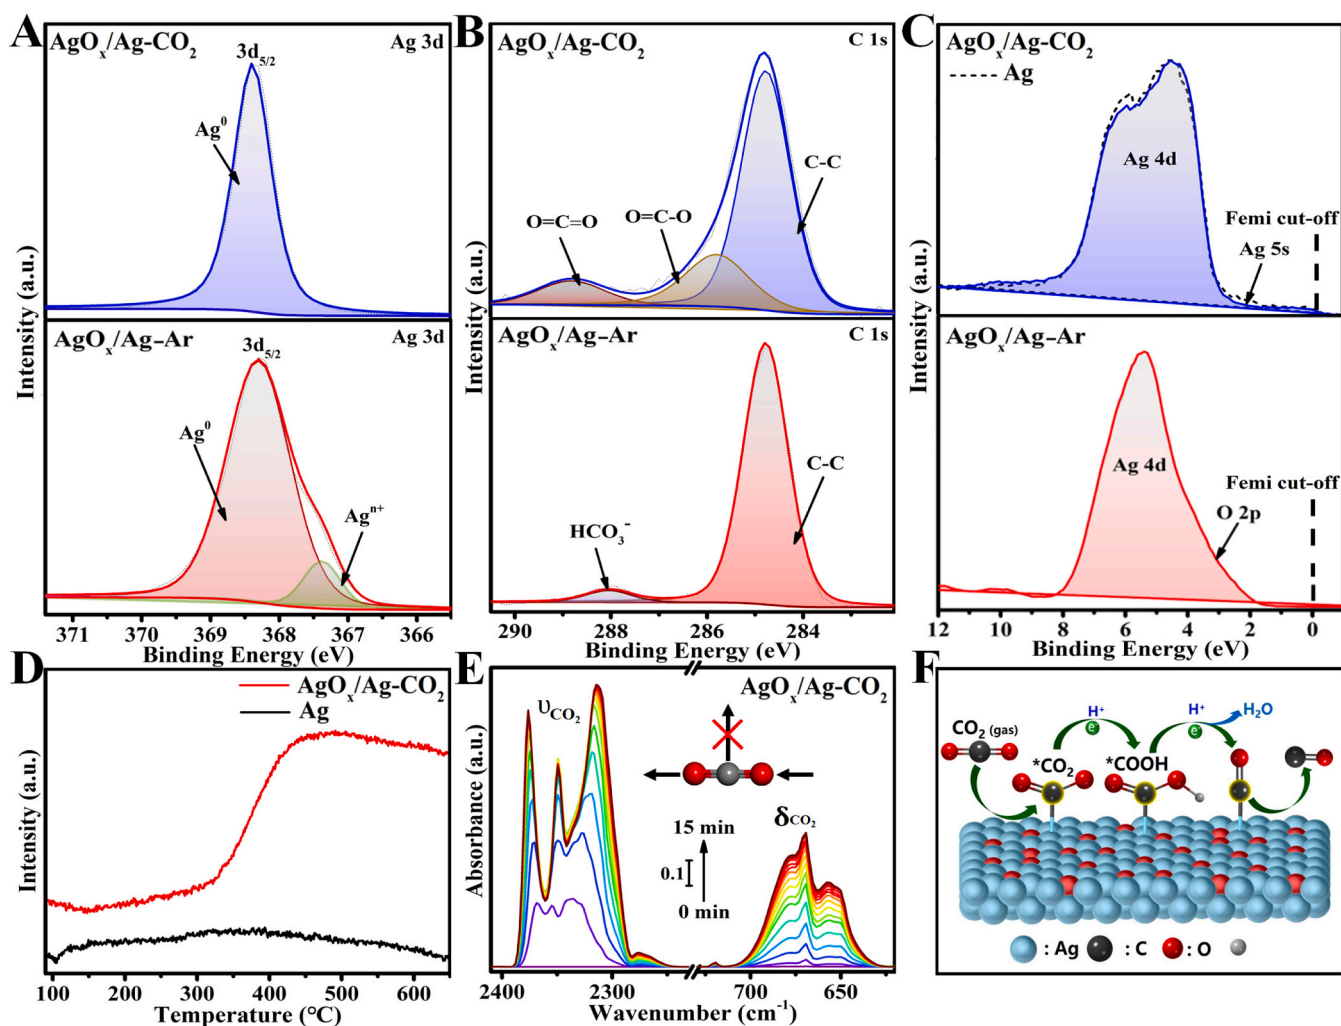 A
AgOx/Ag-CO2
Ag 3d
3d5/2
Ag0
AgOx/Ag-Ar
Ag 3d
3d5/2
Ag0
Agn+
Intensity (a.u.)
371 370 369 368 367 366
Binding Energy (eV)
B
AgOx/Ag-CO2
C 1s
O=C=O
O=C-O
C-C
AgOx/Ag-Ar
C 1s
HCO3-
C-C
Intensity (a.u.)
290 288 286 284
Binding Energy (eV)
C
AgOx/Ag-CO2
Ag
Ag 4d
Femi cut-off
Ag 5s
AgOx/Ag-Ar
Ag 4d
Femi cut-off
O 2p
Intensity (a.u.)
12 10 8 6 4 2 0
Binding Energy (eV)
D
AgOx/Ag-CO2
Ag
Intensity (a.u.)
100 200 300 400 500 600
Temperature (°C)
E
AgOx/Ag-CO2
υCO2
15 min
0.1
0 min
δCO2
Absorbance (a.u.)
2400 2300 700 650
Wavenumber (cm-1)
F
CO2 (gas)
H+
e-
H+
e-
H2O
*CO2
*COOH
: Ag : C : O :